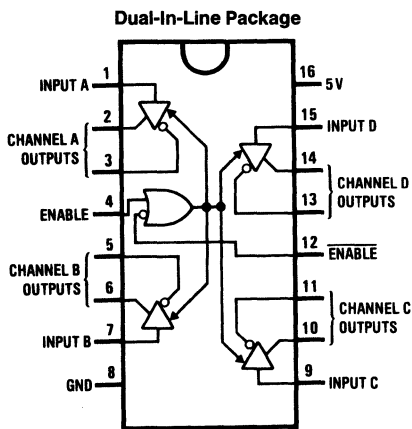 Dual-In-Line Package
1
INPUT A
2
CHANNEL A
OUTPUTS
3
4
ENABLE
5
CHANNEL B
OUTPUTS
6
7
INPUT B
8
GND
16
5V
15
INPUT D
14
CHANNEL D
OUTPUTS
13
12
ENABLE
11
CHANNEL C
OUTPUTS
10
9
INPUT C